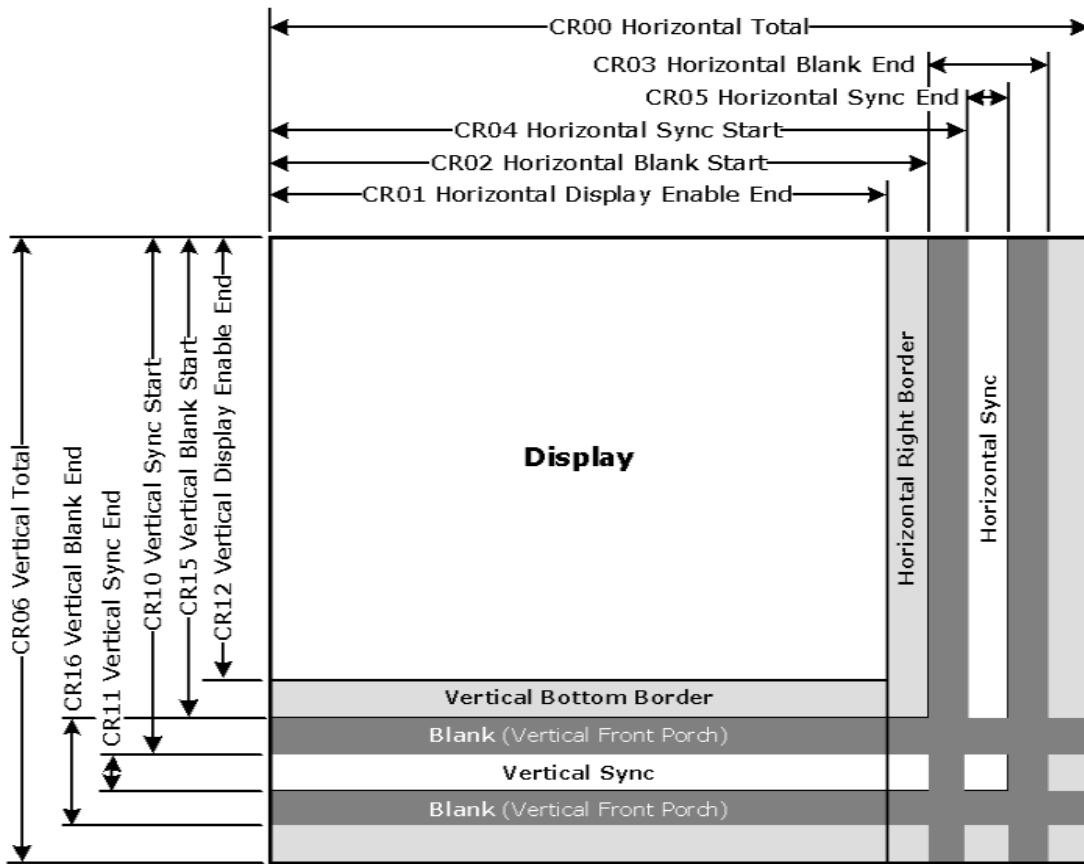 CR00 Horizontal Total
CR03 Horizontal Blank End
CR05 Horizontal Sync End
CR04 Horizontal Sync Start
CR02 Horizontal Blank Start
CR01 Horizontal Display Enable End
CR06 Vertical Total
CR16 Vertical Blank End
CR11 Vertical Sync End
CR10 Vertical Sync Start
CR15 Vertical Blank Start
CR12 Vertical Display Enable End
Display
Horizontal Right Border
Horizontal Sync
Vertical Bottom Border
Blank (Vertical Front Porch)
Vertical Sync
Blank (Vertical Front Porch)